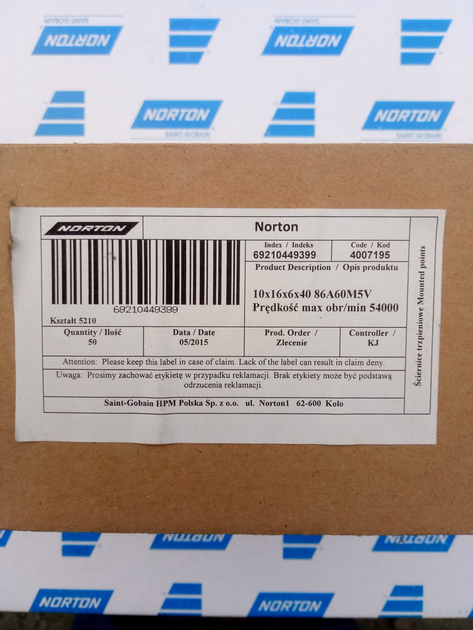 NORTON
NORTON
NORTON
NORTON
SAINT-GOBAIN
SAINT-GOBAIN
NORTON
Norton
Index / Indeks
Code / Kod
69210449399
4007195
Product Description / Opis produktu
10x16x6x40 86A60M5V
Prędkość max obr/min 54000
69210449399
Kształt 5210
Quantity / Ilość
Data / Date
Prod. Order / Zlecenie
Controller /
50
05/2015
KJ
Attention: Please keep this label in case of claim. Lack of the label can result in claim deny.
Uwaga: Prosimy zachować etykietę w przypadku reklamacji. Brak etykiety może być podstawą
odrzucenia reklamacji.
Saint-Gobain HPM Polska Sp. z o.o. ul. Norton1 62-600 Koło
Ściernice trzpieniowe Mounted points
NORTON
NORTON
NORTON
NORTON
NORTON